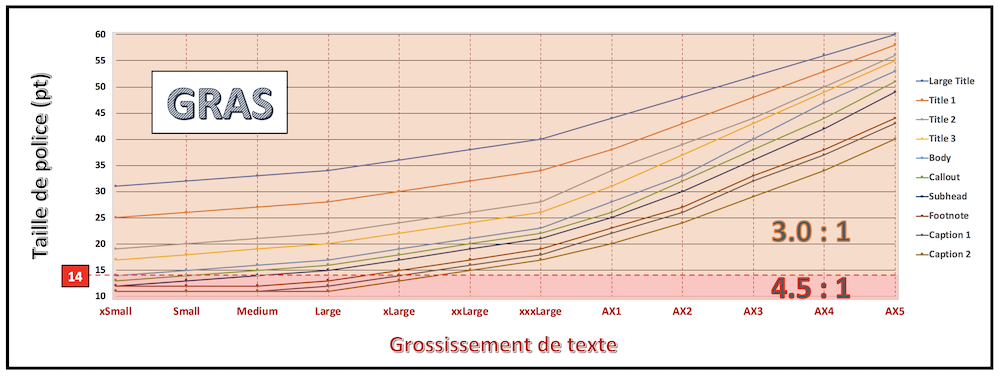 60
55
50
45
40
35
30
25
20
15
10
Taille de police (pt)
14
GRAS
3.0 : 1
4.5 : 1
xSmall Small Medium Large xLarge xxLarge xxxLarge AX1 AX2 AX3 AX4 AX5
Grossissement de texte
Large Title
Title 1
Title 2
Title 3
Body
Callout
Subhead
Footnote
Caption 1
Caption 2